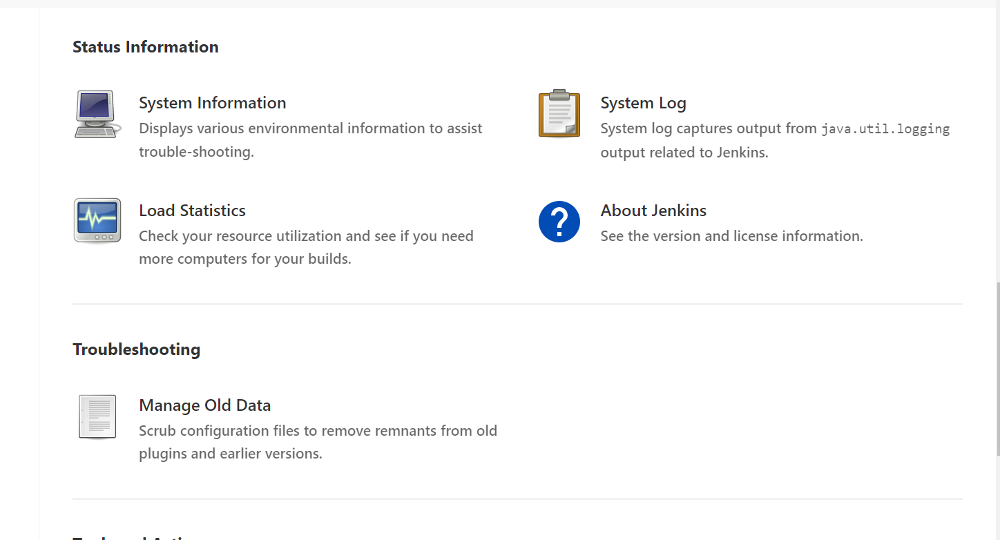 Status Information
System Information
Displays various environmental information to assist
trouble-shooting.
System Log
System log captures output from java.util.logging
output related to Jenkins.
Load Statistics
Check your resource utilization and see if you need
more computers for your builds.
About Jenkins
See the version and license information.
Troubleshooting
Manage Old Data
Scrub configuration files to remove remnants from old
plugins and earlier versions.